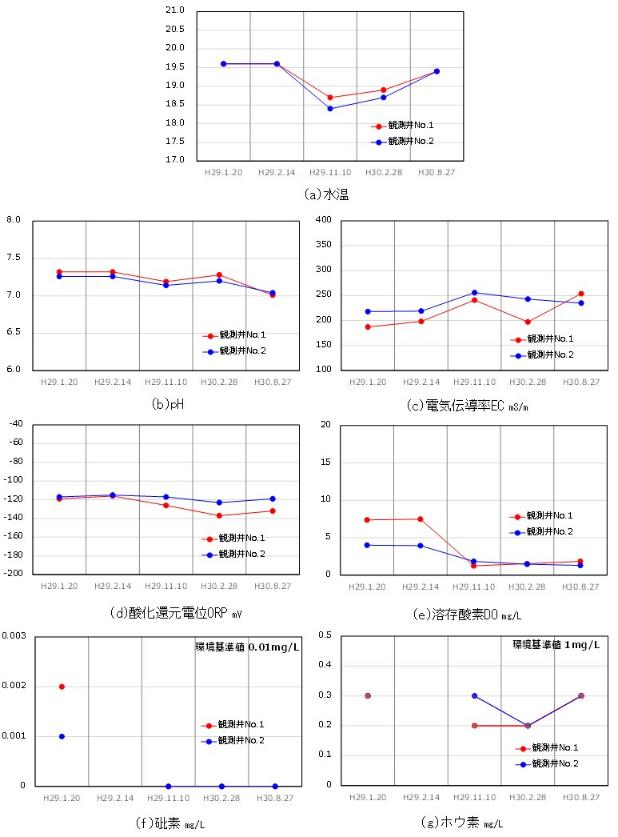 21.0
20.5
20.0
19.5
19.0
18.5
18.0
17.5
17.0
観測井No.1
観測井No.2
H29.1.20 H29.2.14 H29.11.10 H30.2.28 H30.8.27
(a)水温
8.0
7.5
7.0
6.5
6.0
観測井No.1
観測井No.2
H29.1.20 H29.2.14 H29.11.10 H30.2.28 H30.8.27
(b)pH
400
350
300
250
200
150
100
観測井No.1
観測井No.2
H29.1.20 H29.2.14 H29.11.10 H30.2.28 H30.8.27
(c)電気伝導率EC mS/m
-40
-60
-80
-100
-120
-140
-160
-180
-200
観測井No.1
観測井No.2
H29.1.20 H29.2.14 H29.11.10 H30.2.28 H30.8.27
(d)酸化還元電位ORP mV
20
15
10
5
0
観測井No.1
観測井No.2
H29.1.20 H29.2.14 H29.11.10 H30.2.28 H30.8.27
(e)溶存酸素DO mg/L
0.003
0.002
0.001
0
環境基準値 0.01mg/L
観測井No.1
観測井No.2
H29.1.20 H29.2.14 H29.11.10 H30.2.28 H30.8.27
(f)砒素 mg/L
0.5
0.4
0.3
0.2
0.1
0
環境基準値 1mg/L
観測井No.1
観測井No.2
H29.1.20 H29.2.14 H29.11.10 H30.2.28 H30.8.27
(g)ホウ素 mg/L